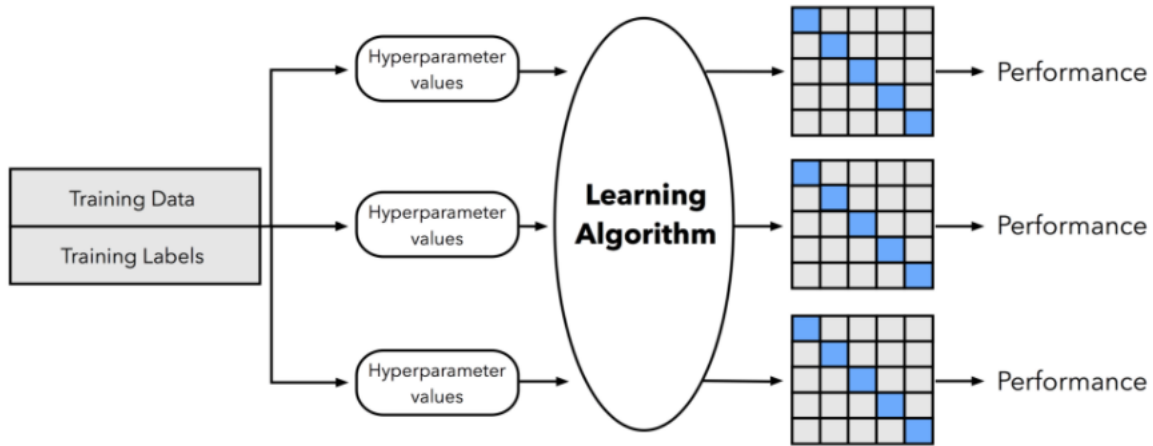 Hyperparameter
values
Performance
Training Data
Training Labels
Hyperparameter
values
Learning
Algorithm
Performance
Hyperparameter
values
Performance